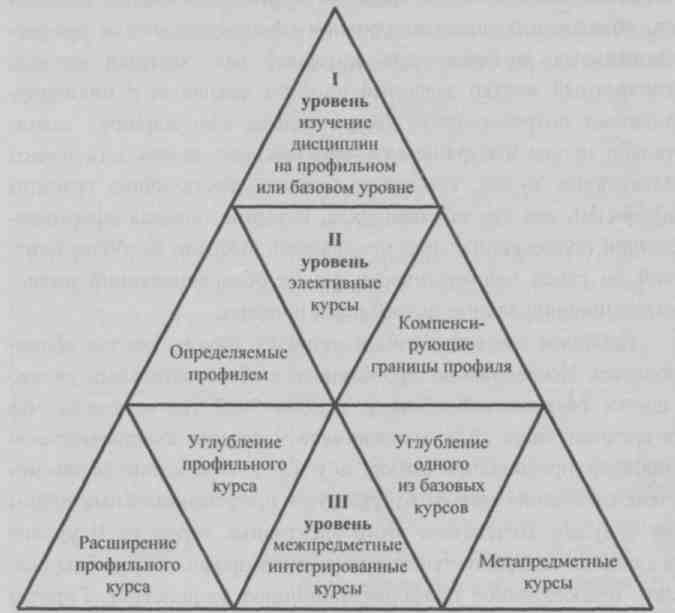 I
уровень
изучение
дисциплин
на профильном
или базовом уровне
II
уровень
элективные
курсы
Определяемые
профилем
Компенси-
рующие
границы профиля
Углубление
профильного
курса
Углубление
одного
из базовых
курсов
III
уровень
межпредметные
интегрированные
курсы
Расширение
профильного
курса
Метапредметные
курсы